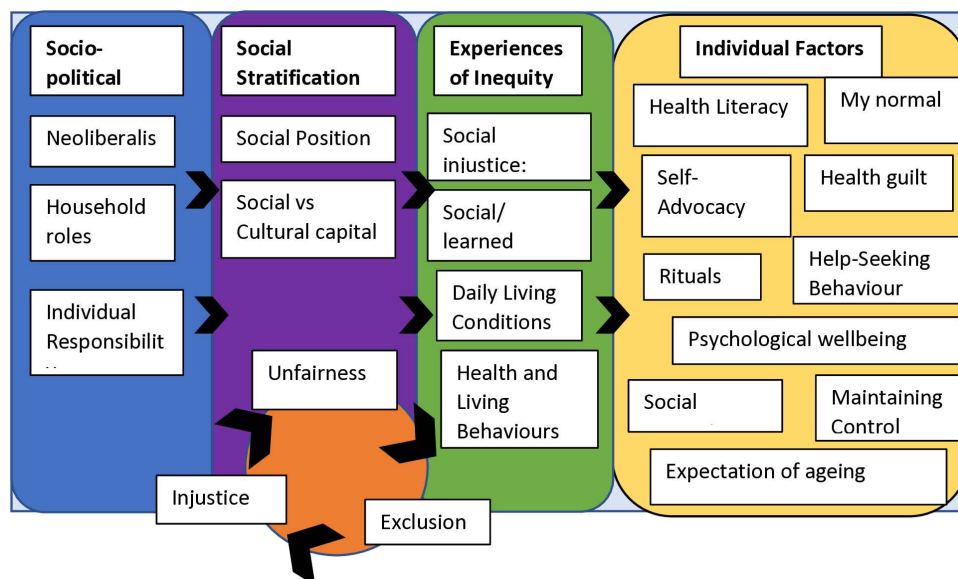 Socio-
political
Neoliberalis
Household
roles
Individual
Responsibilit
Social
Stratification
Social Position
Social vs
Cultural capital
Unfairness
Injustice
Exclusion
Experiences
of Inequity
Social
injustice:
Social/
learned
Daily Living
Conditions
Health and
Living
Behaviours
Individual Factors
Health Literacy
My normal
Self-
Advocacy
Health guilt
Rituals
Help-Seeking
Behaviour
Psychological wellbeing
Social
Maintaining
Control
Expectation of ageing